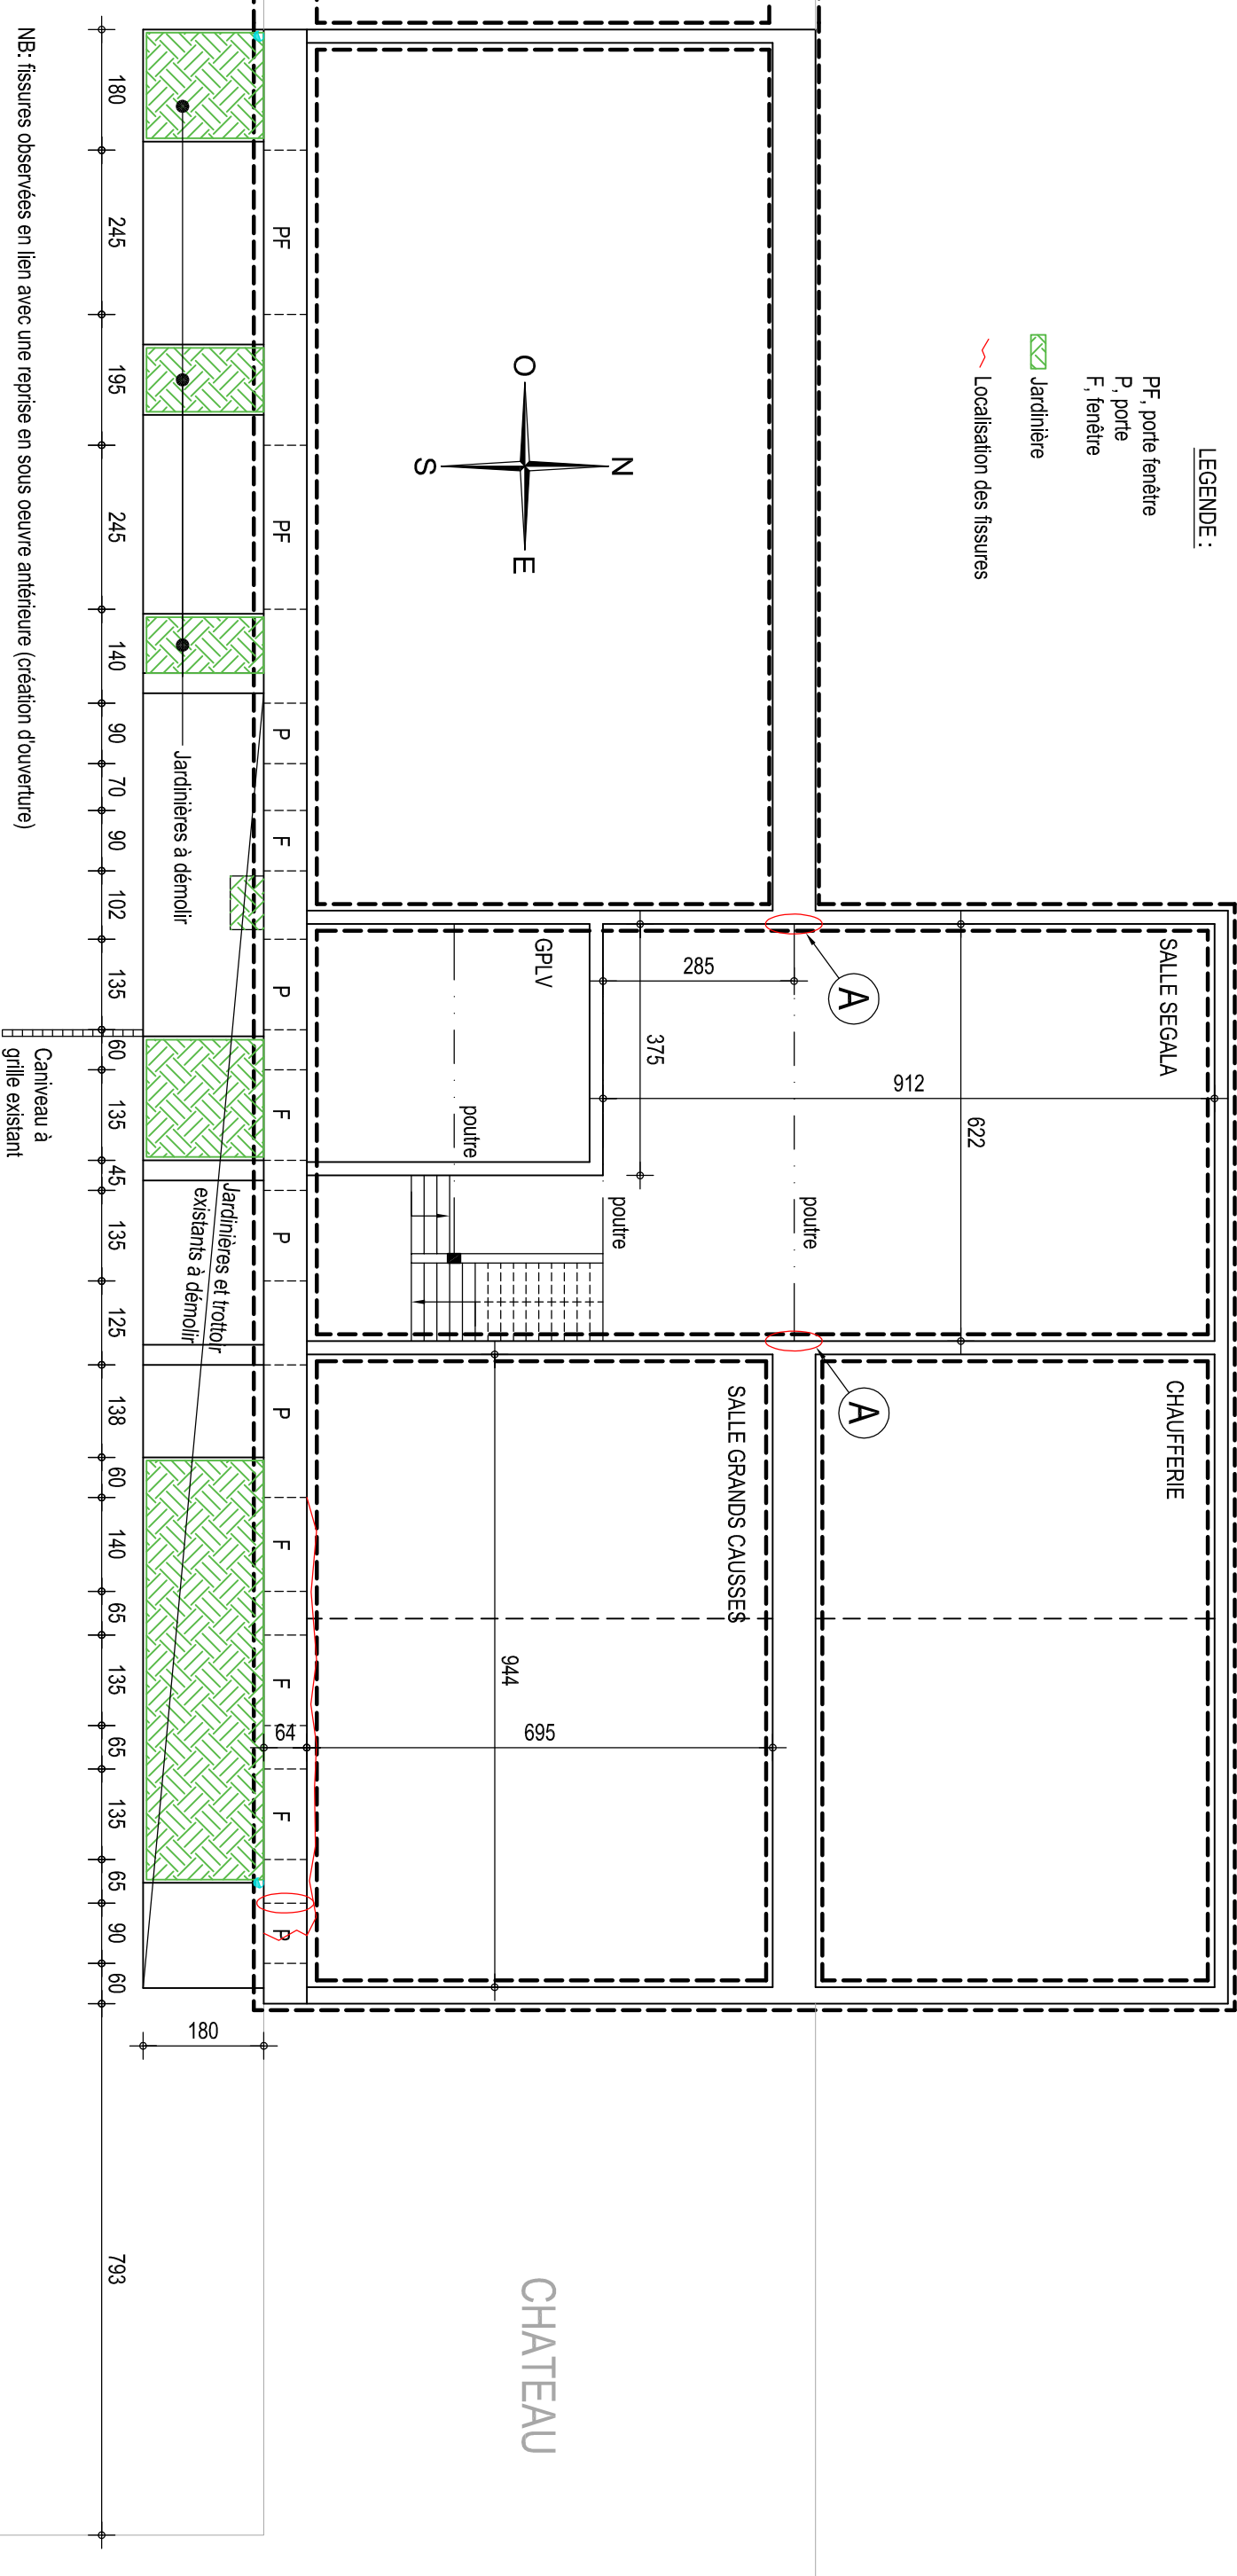 LEGENDE :
PF, porte fenêtre
P, porte
F, fenêtre
Jardinière
Localisation des fissures
N
O
E
S
SALLE SEGALA
CHAUFFERIE
A
A
285
912
622
375
GPLV
poutre
poutre
poutre
SALLE GRANDS CAUSSES
944
695
64
CHATEAU
PF
PF
P
F
P
F
P
P
F
F
F
P
Jardinières à démolir
Jardinières et trottoir
existants à démolir
180
180
245
195
245
140
90
70
90
102
135
60
135
45
135
125
138
60
140
65
135
65
135
65
90
60
793
Caniveau à
grille existant
NB: fissures observées en lien avec une reprise en sous oeuvre antérieure (création d'ouverture)